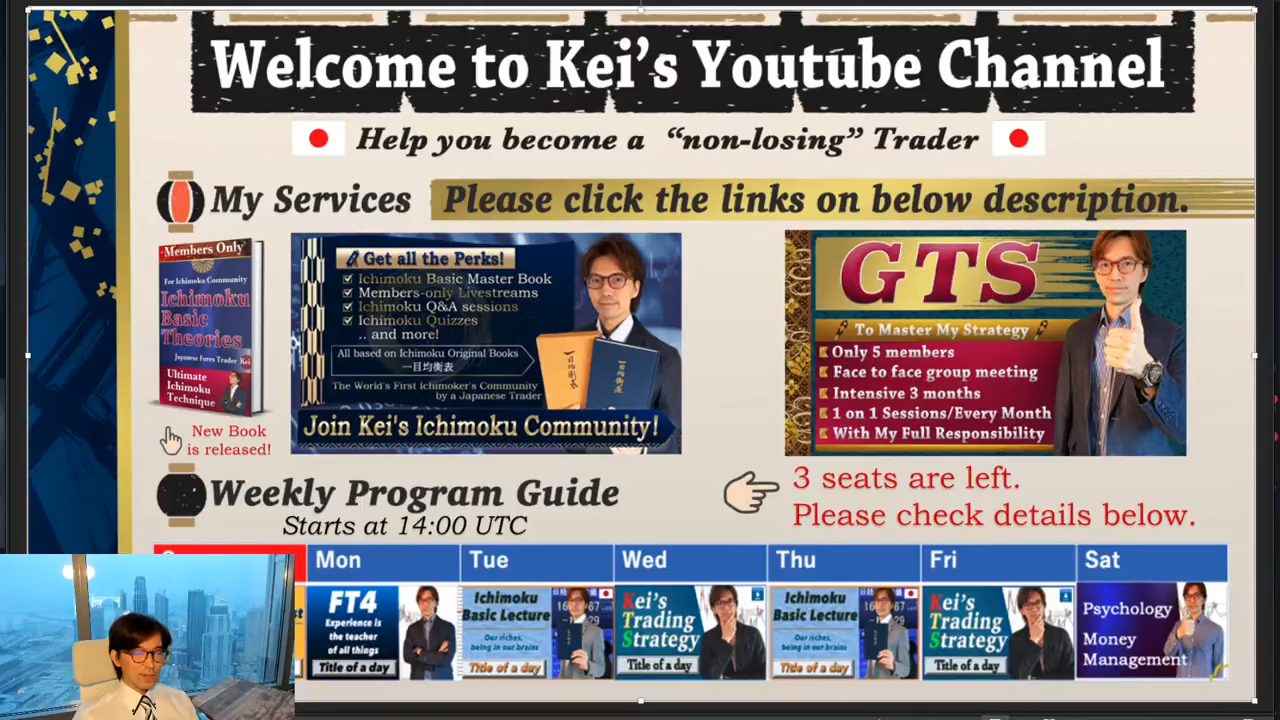 Welcome to Kei's Youtube Channel
Help you become a "non-losing" Trader
My Services
Please click the links on below description.
Members Only
For Ichimoku Community
Ichimoku
Basic
Theories
Japanese Forex Trader Kei
Ultimate
Ichimoku
Technique
New Book
is released!
Get all the Perks!
Ichimoku Basic Master Book
Members-only Livestreams
Ichimoku Q&A sessions
Ichimoku Quizzes
.. and more!
All based on Ichimoku Original Books
一目均衡表
The World's First Ichimoker's Community
by a Japanese Trader
Join Kei's Ichimoku Community!
GTS
To Master My Strategy
Only 5 members
Face to face group meeting
Intensive 3 months
1 on 1 Sessions/Every Month
With My Full Responsibility
3 seats are left.
Please check details below.
Weekly Program Guide
Starts at 14:00 UTC
Mon
Tue
Wed
Thu
Fri
Sat
FT4
Experience is
the teacher
of all things
Title of a day
Ichimoku
Basic Lecture
Our riches,
being in our brains
Title of a day
Kei's
Trading
Strategy
Title of a day
Ichimoku
Basic Lecture
Our riches,
being in our brains
Title of a day
Kei's
Trading
Strategy
Title of a day
Psychology
Money
Management